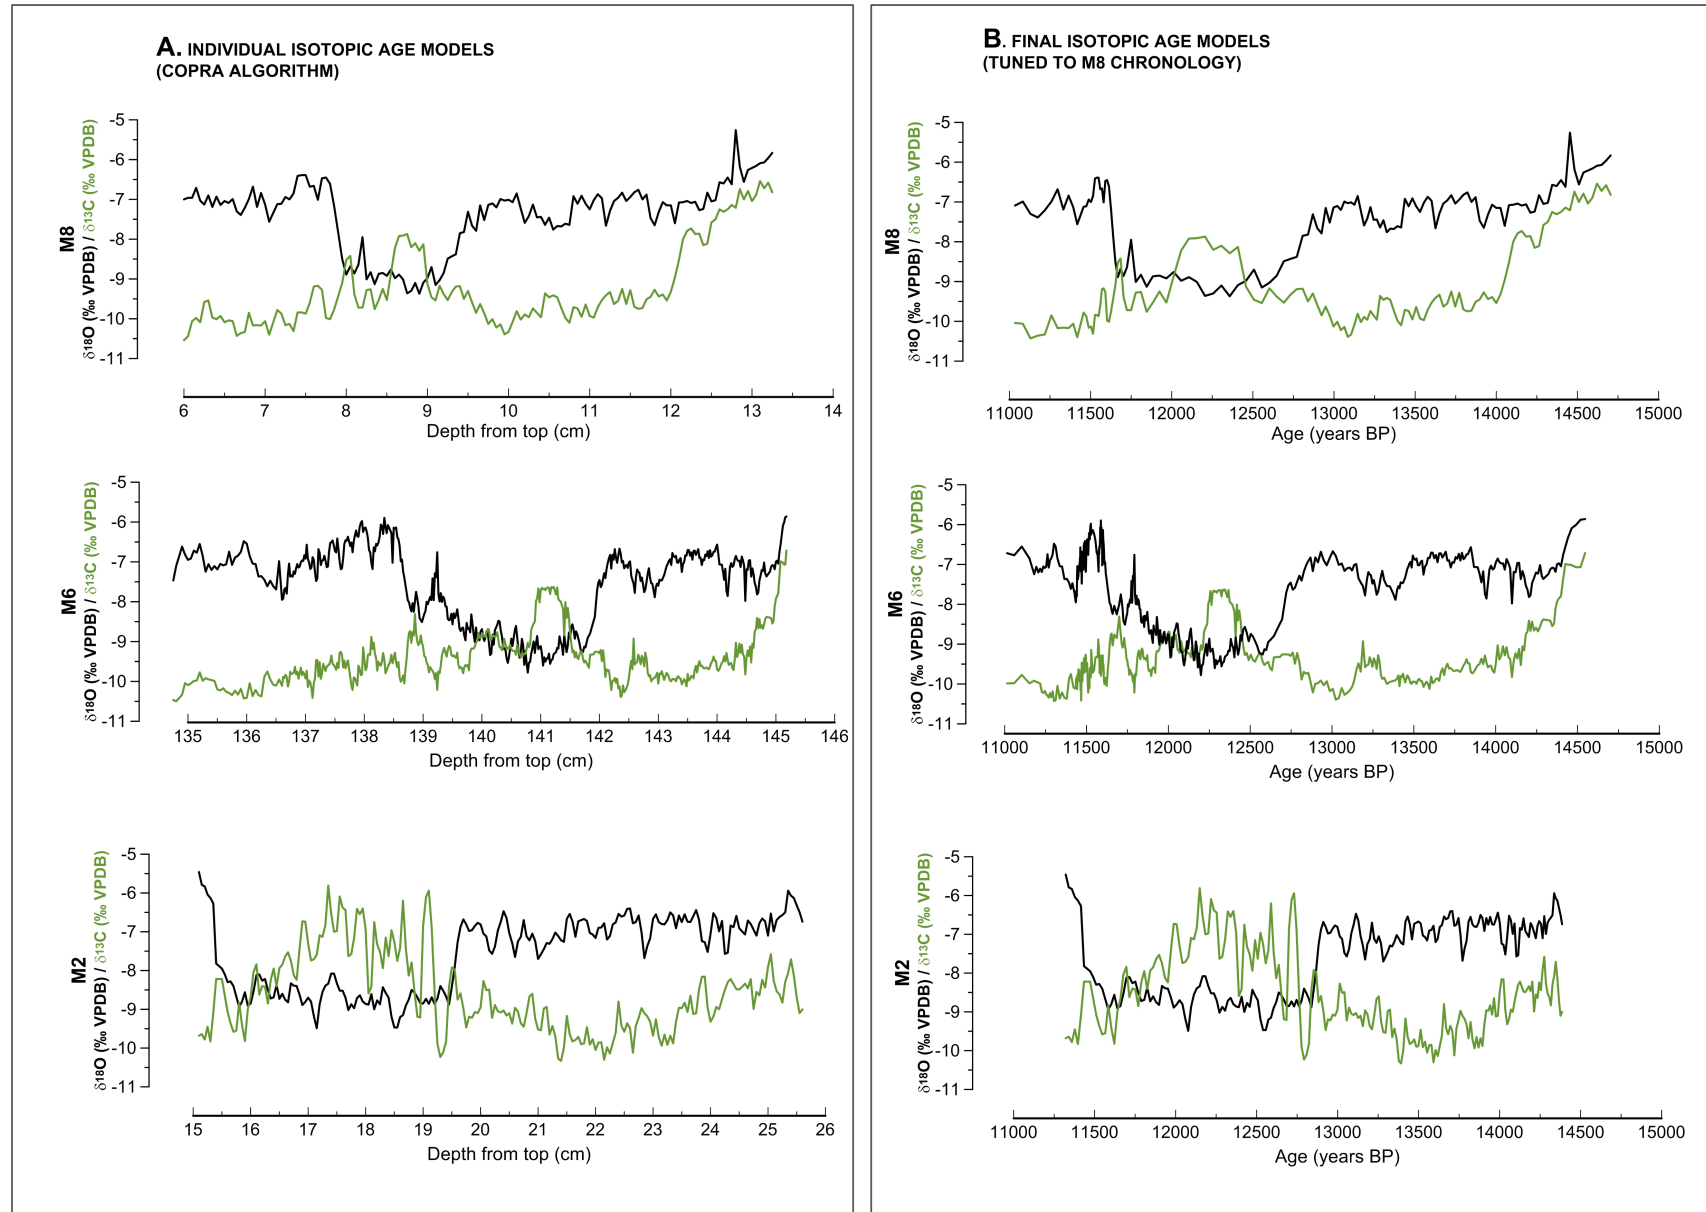 A. INDIVIDUAL ISOTOPIC AGE MODELS
(COPRA ALGORITHM)
M8
δ18O (‰ VPDB) / δ13C (‰ VPDB)
-5
-6
-7
-8
-9
-10
-11
6 7 8 9 10 11 12 13 14
Depth from top (cm)
M6
δ18O (‰ VPDB) / δ13C (‰ VPDB)
-5
-6
-7
-8
-9
-10
-11
135 136 137 138 139 140 141 142 143 144 145 146
Depth from top (cm)
M2
δ18O (‰ VPDB) / δ13C (‰ VPDB)
-5
-6
-7
-8
-9
-10
-11
15 16 17 18 19 20 21 22 23 24 25 26
Depth from top (cm)
B. FINAL ISOTOPIC AGE MODELS
(TUNED TO M8 CHRONOLOGY)
M8
δ18O (‰ VPDB) / δ13C (‰ VPDB)
-5
-6
-7
-8
-9
-10
-11
11000 11500 12000 12500 13000 13500 14000 14500 15000
Age (years BP)
M6
δ18O (‰ VPDB) / δ13C (‰ VPDB)
-5
-6
-7
-8
-9
-10
-11
11000 11500 12000 12500 13000 13500 14000 14500 15000
Age (years BP)
M2
δ18O (‰ VPDB) / δ13C (‰ VPDB)
-5
-6
-7
-8
-9
-10
-11
11000 11500 12000 12500 13000 13500 14000 14500 15000
Age (years BP)